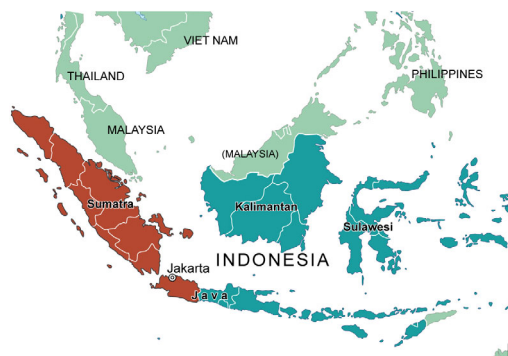 VIET NAM
THAILAND
PHILIPPINES
MALAYSIA
(MALAYSIA)
Sumatra
Kalimantan
Sulawesi
INDONESIA
Jakarta
Java